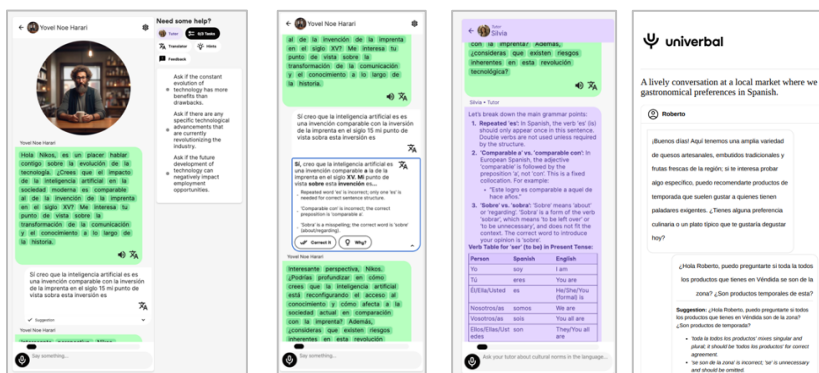 Yovel Noe Harari
Yovel Noe Harari
Hola Nikos, es un placer hablar
contigo sobre la evolución de la
tecnología. ¿Crees que el impacto
de la inteligencia artificial en la
sociedad moderna es comparable
al de la invención de la imprenta
en el siglo XV? Me interesa tu
punto de vista sobre la
transformación de la comunicación
y el conocimiento a lo largo de
la historia.
Sí creo que la inteligencia artificial es es
una invención comparable con la inversión
de la imprenta en el siglo 15 mi punto de
vista sobra esta inversión es
Suggestion
Yovel Noe Harari
Say something...
Need some help?
Tutor
0/3 Tasks
Translator
Hints
Feedback
Ask if the constant
evolution of
technology has more
benefits than
drawbacks.
Ask if there are any
specific technological
advancements that
are currently
revolutionizing the
industry.
Ask if the future
development of
technology can
negatively impact
employment
opportunities.
Yovel Noe Harari
al de la invención de la imprenta
en el siglo XV? Me interesa tu
punto de vista sobre la
transformación de la comunicación
y el conocimiento a lo largo de
la historia.
Sí creo que la inteligencia artificial es es
una invención comparable con la inversión
de la imprenta en el siglo 15 mi punto de
vista sobra esta inversión es
Sí, creo que la inteligencia artificial es
una invención comparable a la de la
imprenta en el siglo XV. Mi punto de
vista sobre esta invención es...
Repeated word 'es' is incorrect; only one 'es' is
needed for correct sentence structure.
'Comparable con' is incorrect; the correct
preposition is 'comparable a'.
'Sobra' is a misspelling; the correct word is 'sobre'
(about/regarding).
Correct it
Why?
Yovel Noe Harari
Interesante perspectiva, Nikos.
¿Podrías profundizar en cómo
crees que la inteligencia artificial
está reconfigurando el acceso al
conocimiento y cómo afecta a la
sociedad actual en comparación
con la imprenta? Además,
¿consideras que existen riesgos
inherentes en esta revolución
Say something...
Tutor
Silvia
con la imprenta? Además,
¿consideras que existen riesgos
inherentes en esta revolución
tecnológica?
Silvia • Tutor
Let's break down the main grammar points:
1. Repeated 'es': In Spanish, the verb 'es' (is)
should only appear once in this sentence.
Double verbs are not used unless required
by the structure.
2. 'Comparable a' vs. 'comparable con': In
European Spanish, the adjective
'comparable' is followed by the
preposition 'a', not 'con'. This is a fixed
collocation. For example:
"Este logro es comparable a aquel de
hace años."
3. 'Sobre' vs. 'sobra': 'Sobre' means 'about'
or 'regarding'. 'Sobra' is a form of the verb
'sobrar', which means 'to be left over' or
'to be unnecessary', and does not fit the
context. The correct word to introduce
your opinion is 'sobre'.
Verb Table for 'ser' (to be) in Present Tense:
Person Spanish English
Yo soy I am
Tú eres You are
Él/Ella/Usted es He/She/You
(formal) is
Nosotros/as somos We are
Vosotros/as sois You all are
Ellos/Ellas/Ust
edes son They/You all
are
Ask your tutor about cultural norms in the language...
univerbal
A lively conversation at a local market where we
gastronomical preferences in Spanish.
Roberto
¡Buenos días! Aquí tenemos una amplia variedad
de quesos artesanales, embutidos tradicionales y
frutas frescas de la región; si te interesa probar
algo específico, puedo recomendarte productos de
temporada que suelen gustar a quienes tienen
paladares exigentes. ¿Tienes alguna preferencia
culinaria o un plato típico que te gustaría degustar
hoy?
¿Hola Roberto, puedo preguntarte si toda la todos
los productos que tienes en Véndida se son de la
zona? ¿Son productos temporales de esta?
Suggestion: ¿Hola Roberto, puedo preguntarte si todos
los productos que tienes en Véndida son de la zona?
¿Son productos de temporada?
'toda la todos los productos' mixes singular and
plural; it should be 'todos los productos' for correct
agreement.
'se son de la zona' is incorrect; 'se' is unnecessary
and should be omitted.